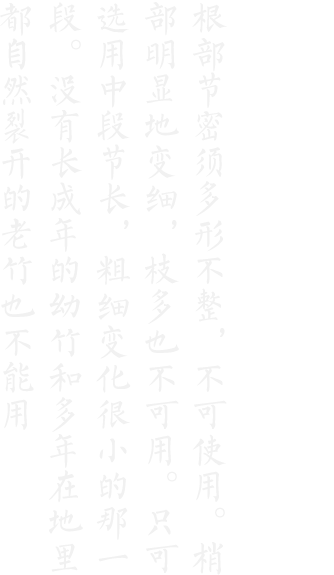 根部节密须多形不整，不可使用。梢
部明显地变细，枝多也不可用。只可
选用中段节长，粗细变化很小的那一
段。没有长成年的幼竹和多年在地里
都自然裂开的老竹也不能用